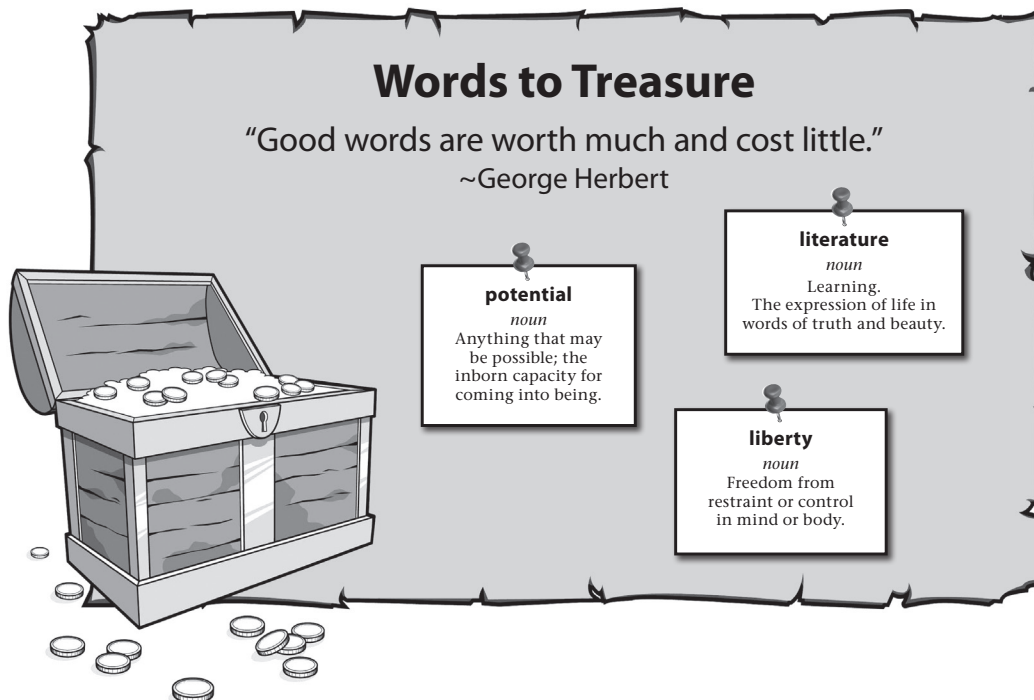 Words to Treasure
“Good words are worth much and cost little.”
~George Herbert
potential
noun
Anything that may
be possible; the
inborn capacity for
coming into being.
literature
noun
Learning.
The expression of life in
words of truth and beauty.
liberty
noun
Freedom from
restraint or control
in mind or body.